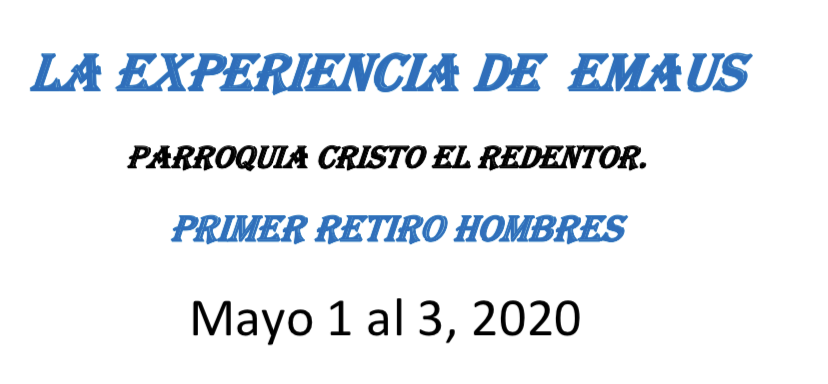 LA EXPERIENCIA DE EMAUS
PARROQUIA CRISTO EL REDENTOR.
PRIMER RETIRO HOMBRES
Mayo 1 al 3, 2020